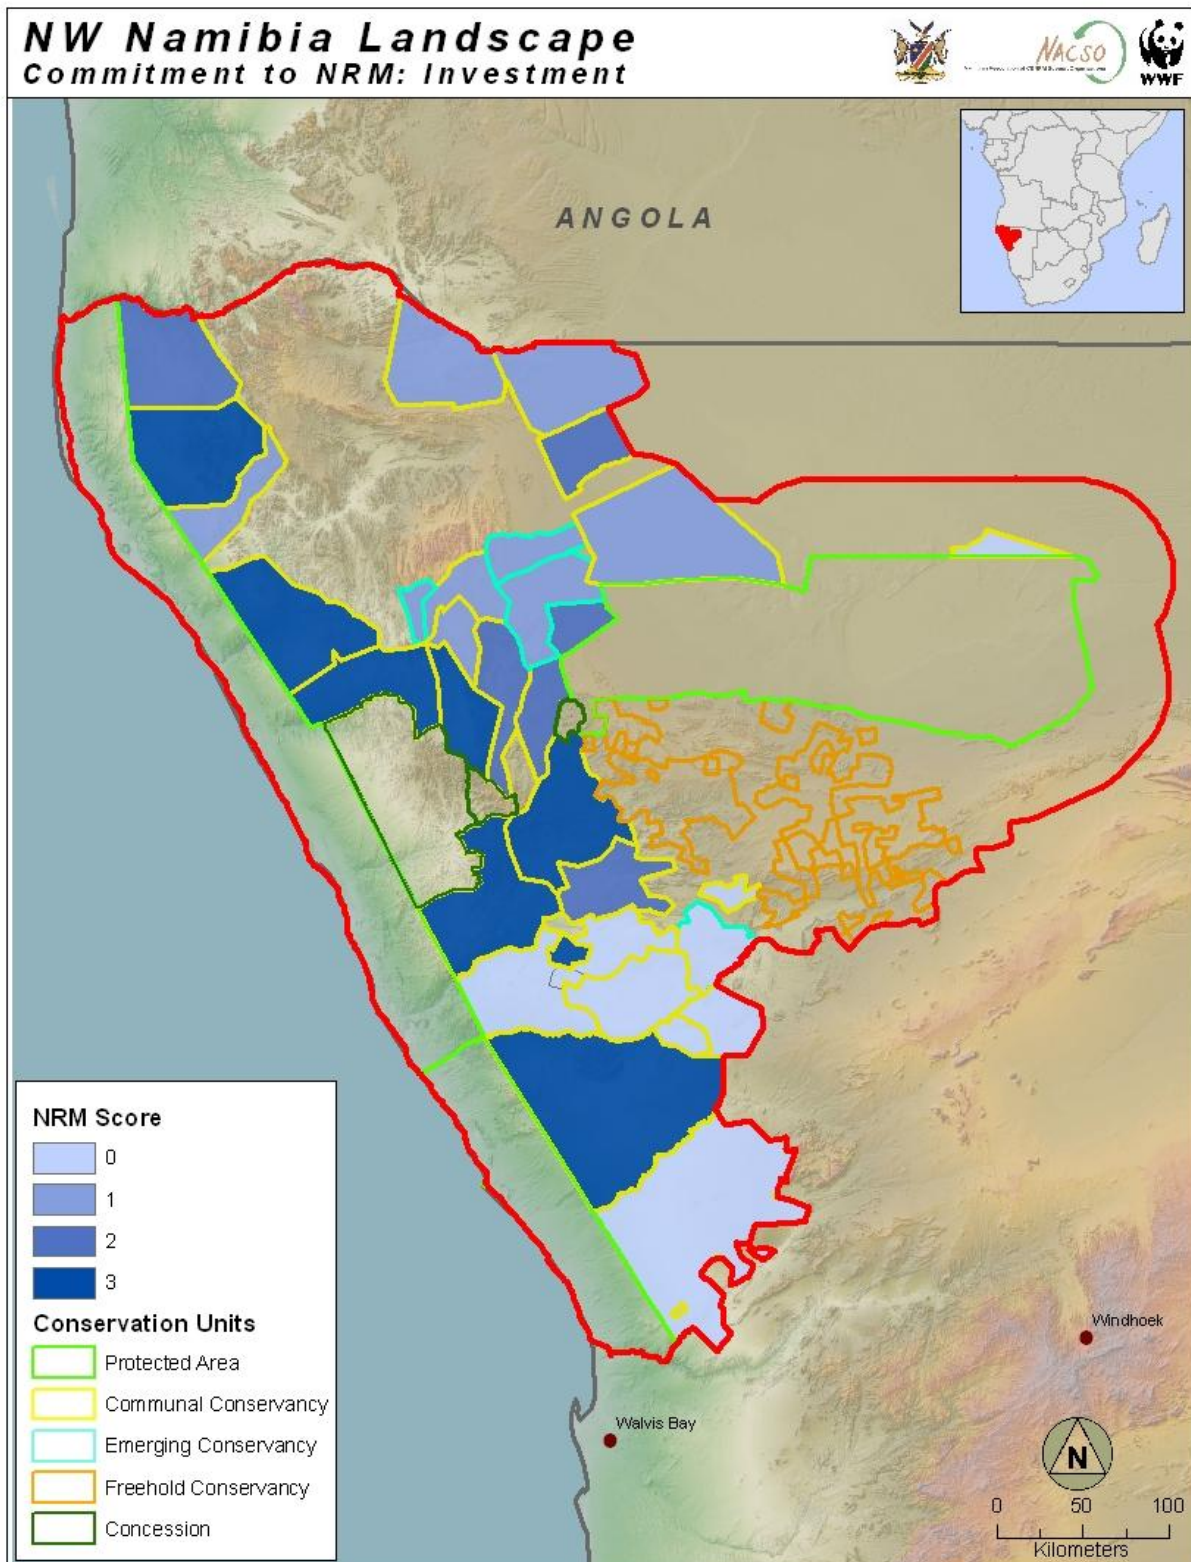 NW Namibia Landscape
Commitment to NRM: Investment
NACSO
WWF
ANGOLA
NRM Score
0
1
2
3
Conservation Units
Protected Area
Communal Conservancy
Emerging Conservancy
Freehold Conservancy
Concession
Windhoek
Walvis Bay
N
0 50 100
Kilometers